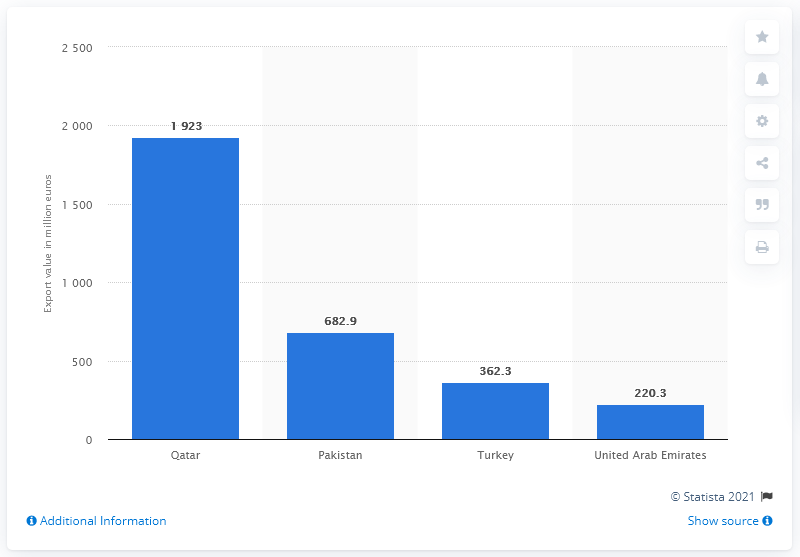 2 500
2 000
1 500
1 000
500
0
Export value in million euros
1 923
682.9
362.3
220.3
Qatar
Pakistan
Turkey
United Arab Emirates
© Statista 2021
Additional Information
Show source